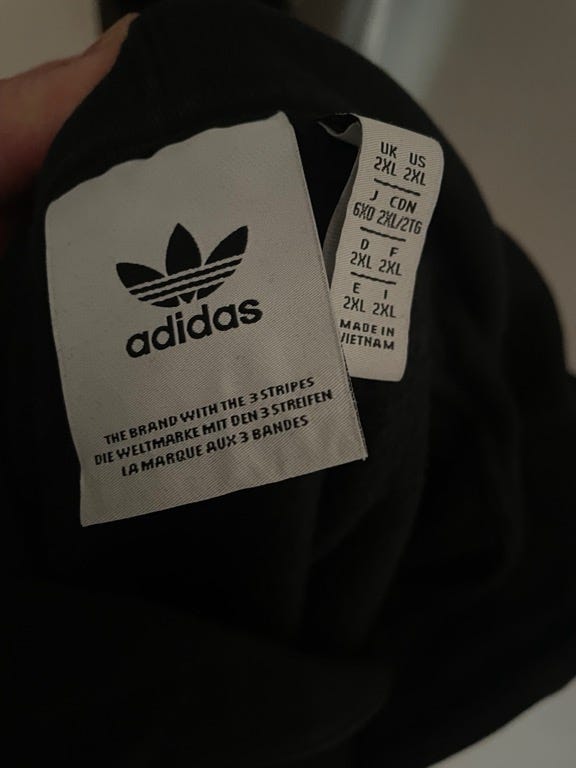 adidas
THE BRAND WITH THE 3 STRIPES
DIE WELTMARKE MIT DEN 3 STREIFEN
LA MARQUE AUX 3 BANDES
UK US
2XL 2XL
J CDN
6XO 2XL/2TG
D F
2XL 2XL
E I
2XL 2XL
MADE IN
VIETNAM